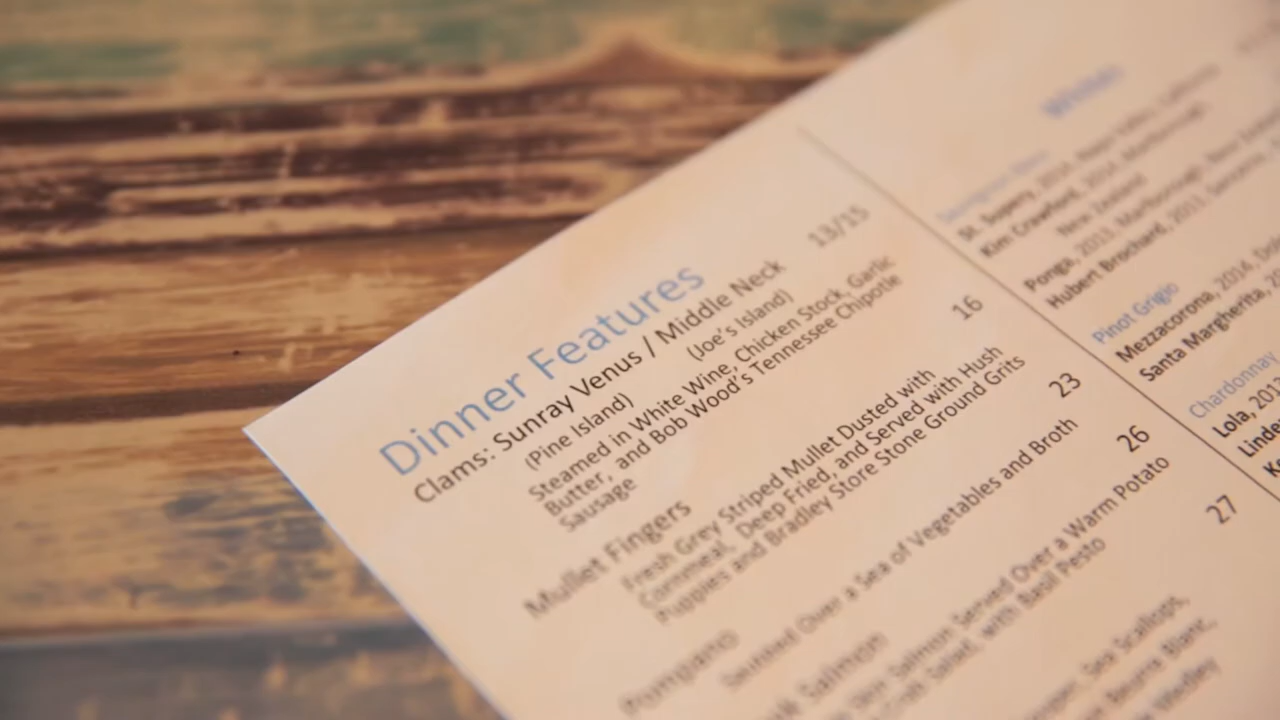 Dinner Features
Clams: Sunray Venus / Middle Neck 13/15
(Pine Island) (Joe's Island)
Steamed in White Wine, Chicken Stock, Garlic
Butter, and Bob Wood's Tennessee Chipotle
Sausage
Mullet Fingers 16
Fresh Grey Striped Mullet Dusted with
Cornmeal, Deep Fried, and Served with Hush
Puppies and Bradley Store Stone Ground Grits
Pompano 23
Over a Sea of Vegetables and Broth
Salmon 26
Skin Salmon Served Over a Warm Potato
Salad, with Basil Pesto
27
Sea Scallops,
Beurre Blanc,
Medley
St. Supery, 2014, Napa Valley, California
Kim Crawford, 2014, Marlborough
New Zealand
Ponga, 2013, Marlborough, New Zealand
Hubert Brochard, 2013,
Pinot Grigio
Mezzacorona, 2014,
Santa Margherita,
Chardonnay
Lola,